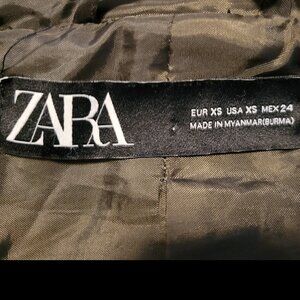 ZARA
EUR XS USA XS MEX 24
MADE IN MYANMAR(BURMA)